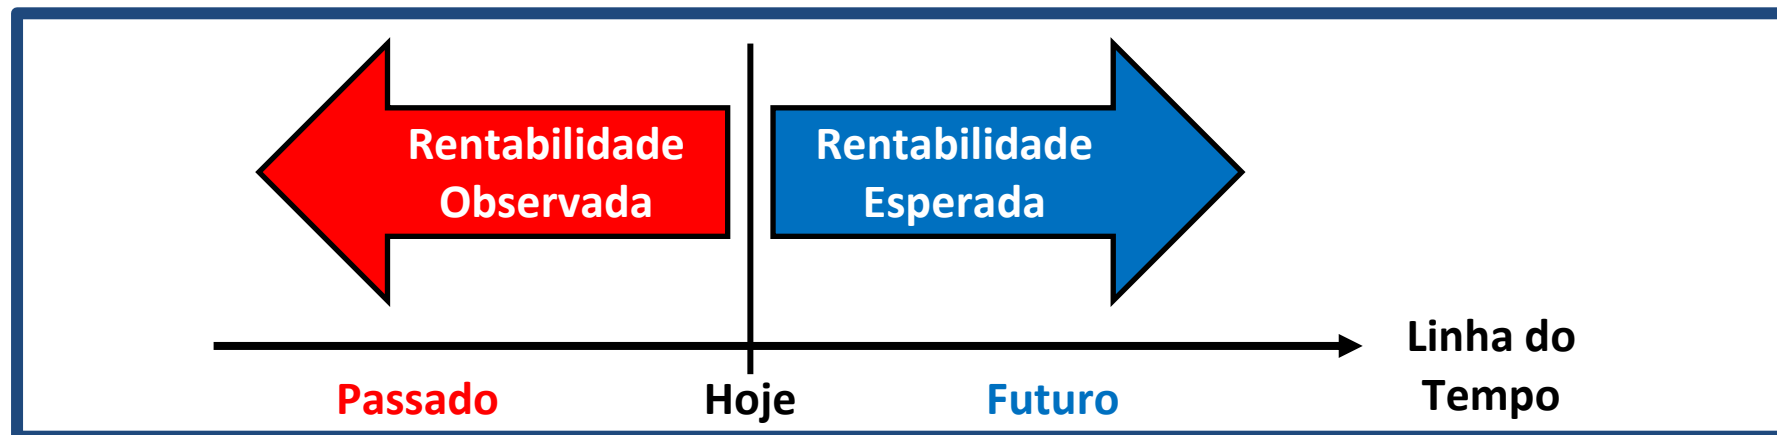 Rentabilidade
Observada
Rentabilidade
Esperada
Linha do
Tempo
Passado
Hoje
Futuro